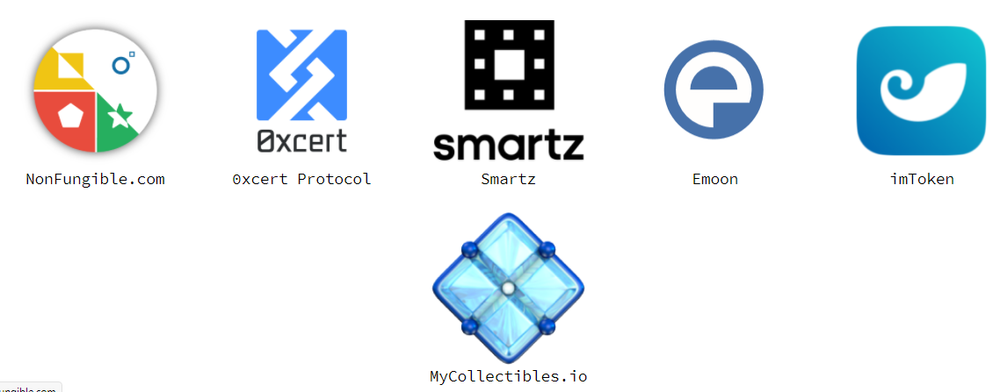 0xcert
smartz
NonFungible.com
0xcert Protocol
Smartz
Emoon
imToken
MyCollectibles.io